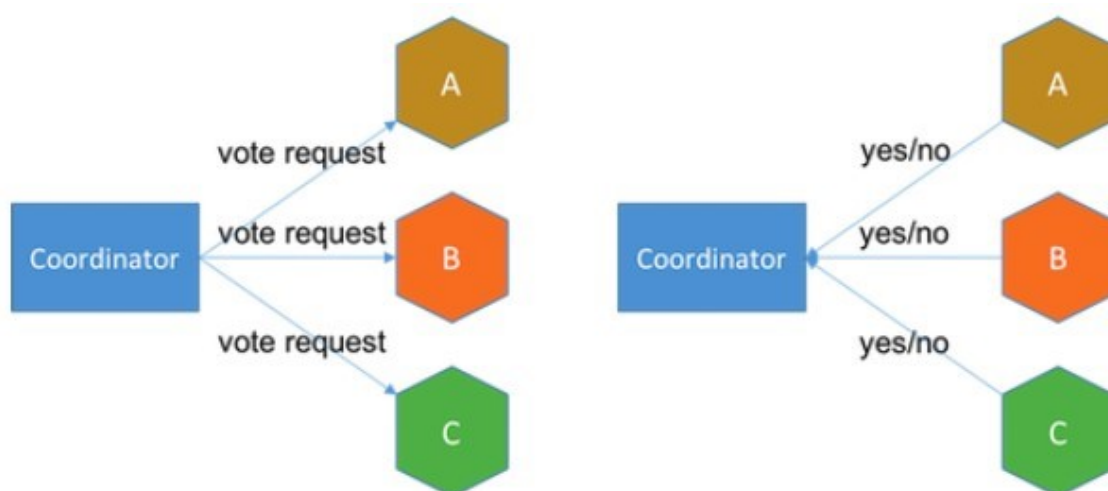 A
vote request
Coordinator
vote request
B
vote request
C
A
yes/no
Coordinator
yes/no
B
yes/no
C